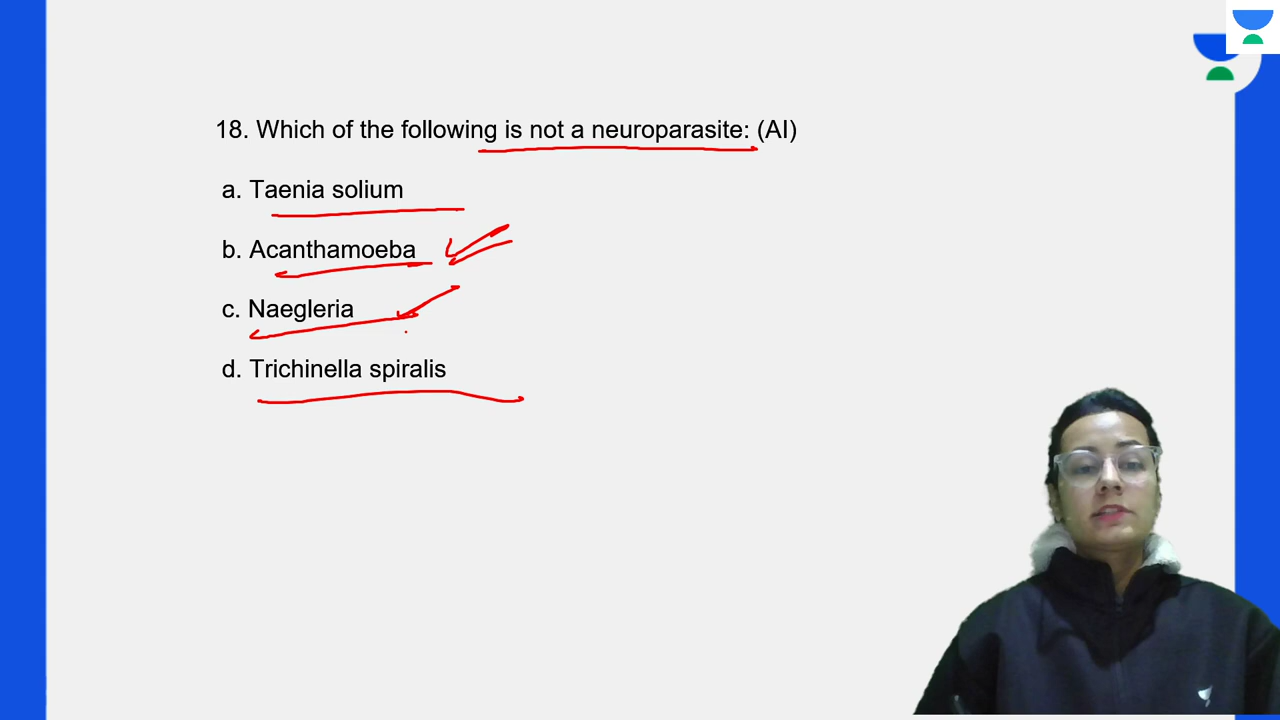 18. Which of the following is not a neuroparasite: (AI)
a. Taenia solium
b. Acanthamoeba
c. Naegleria
d. Trichinella spiralis